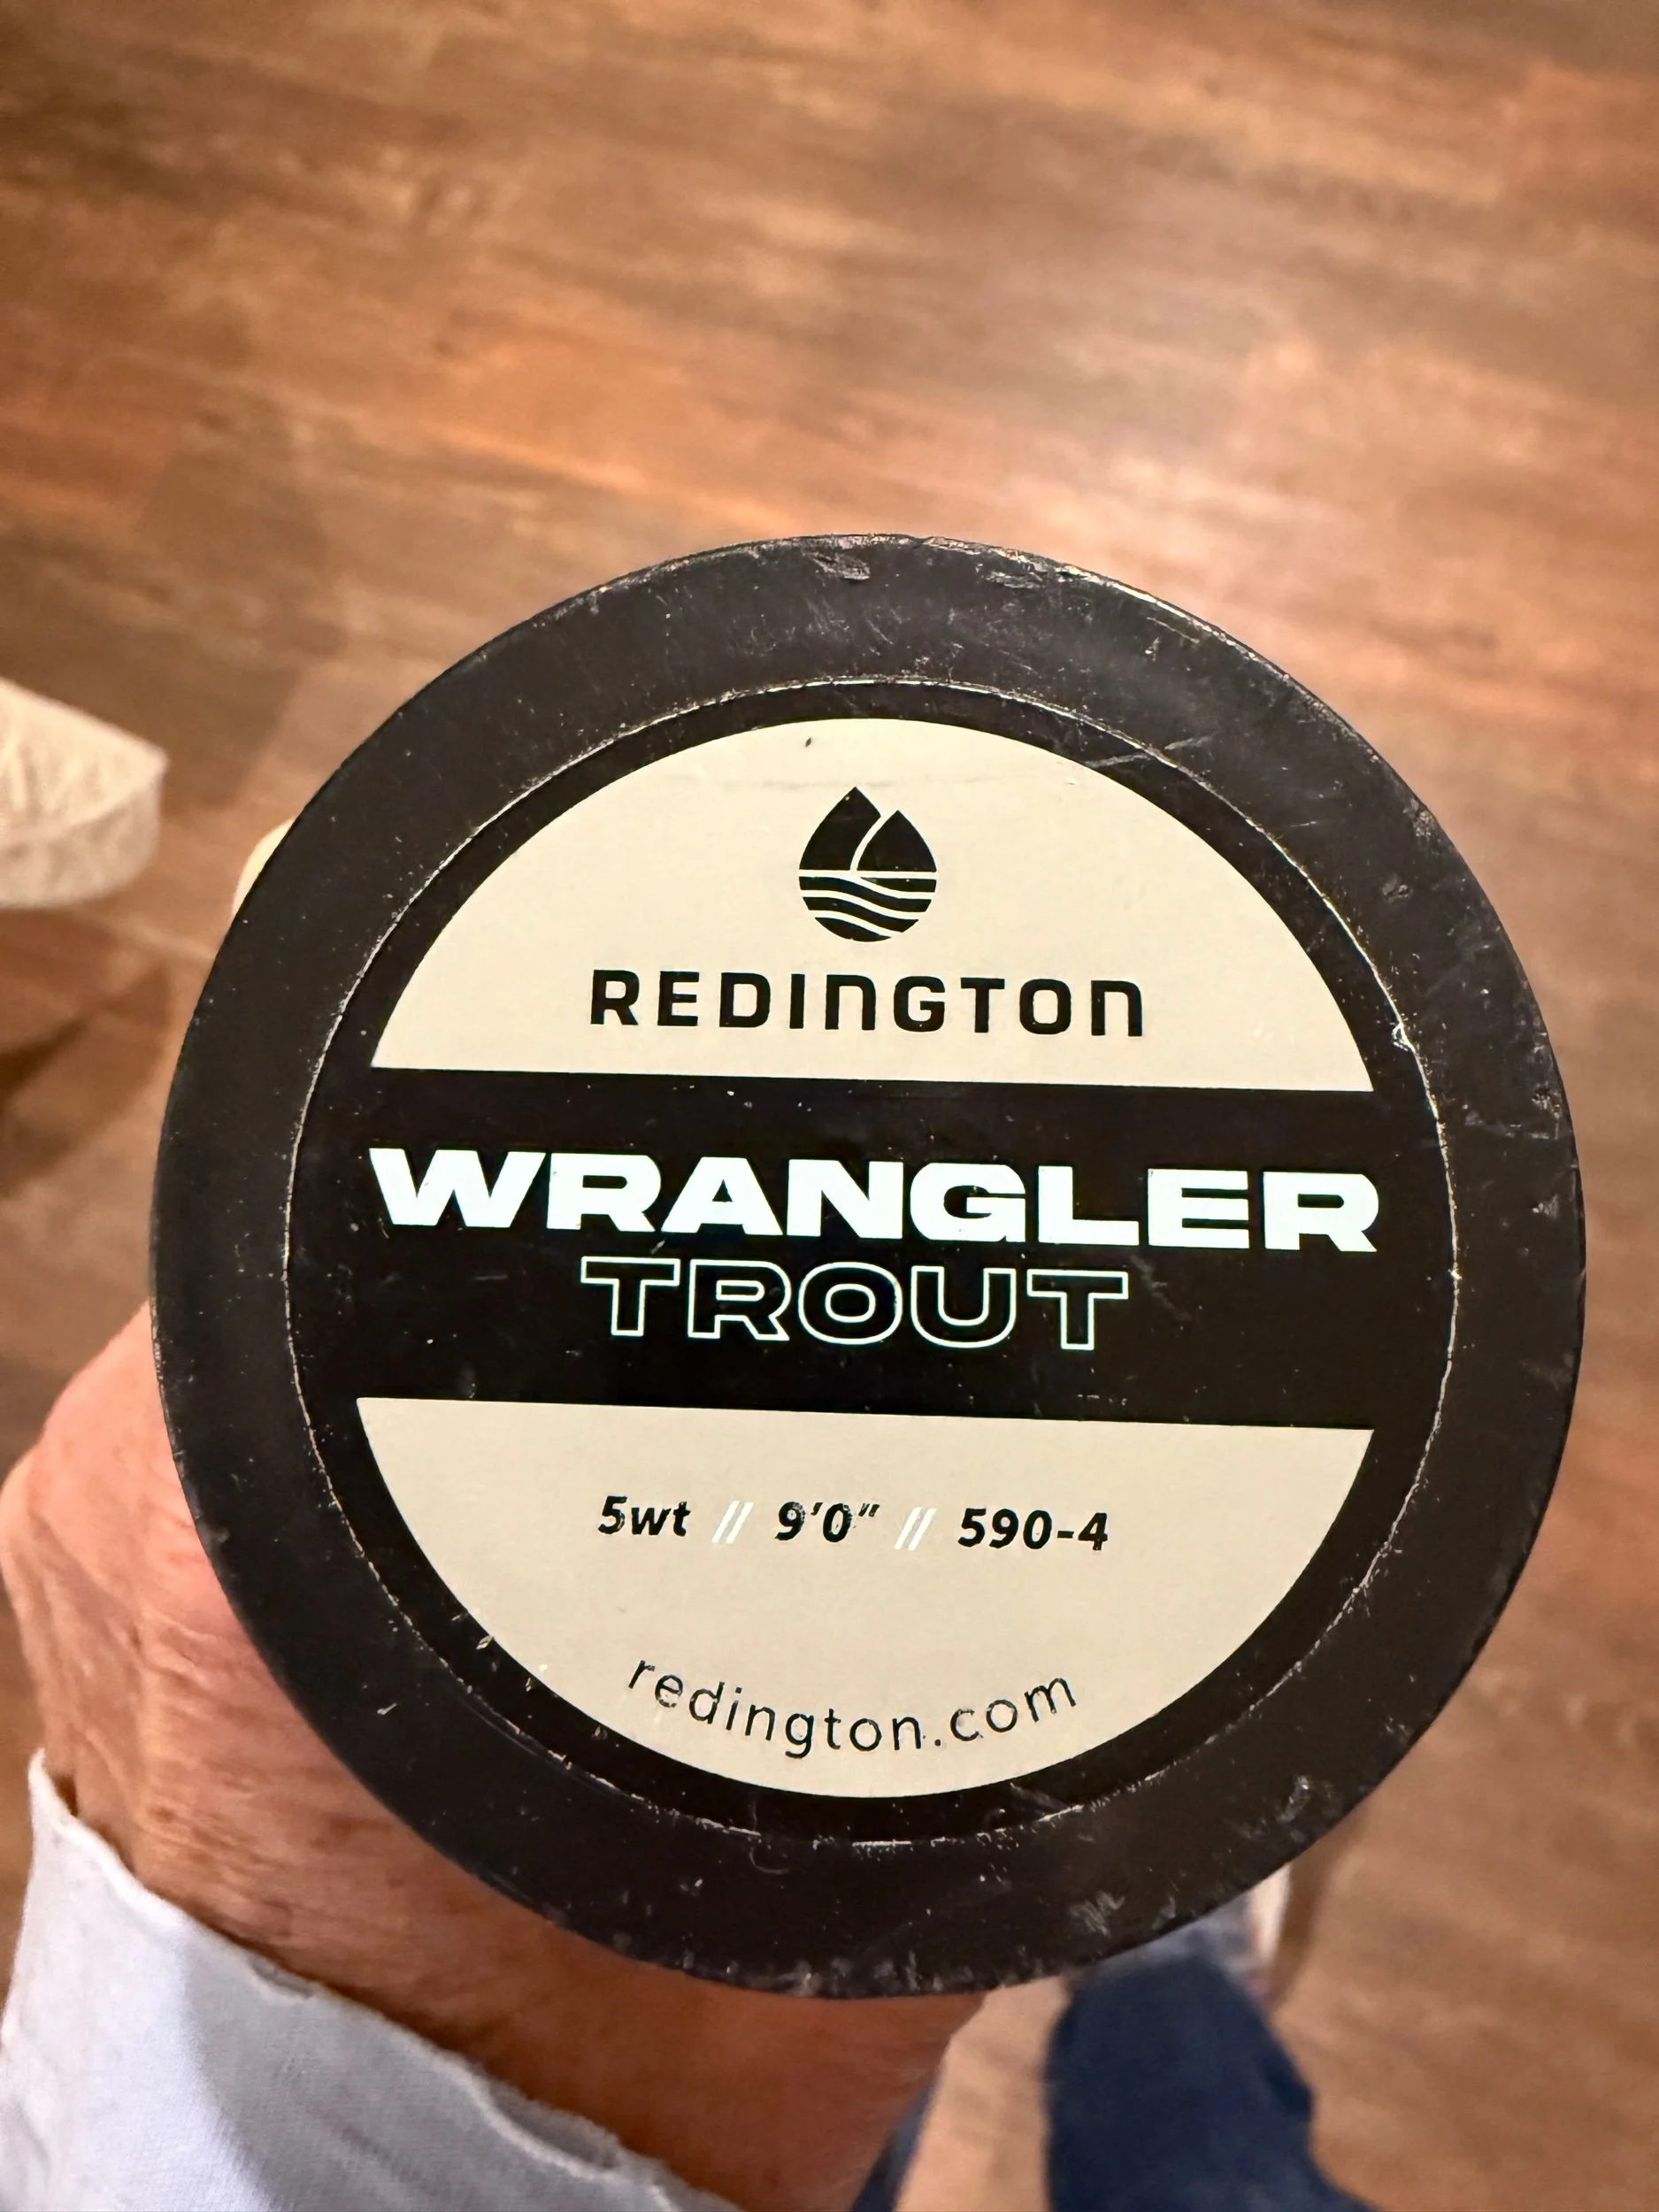 REDINGTON
WRANGLER
TROUT
5wt // 9'0" // 590-4
redington.com